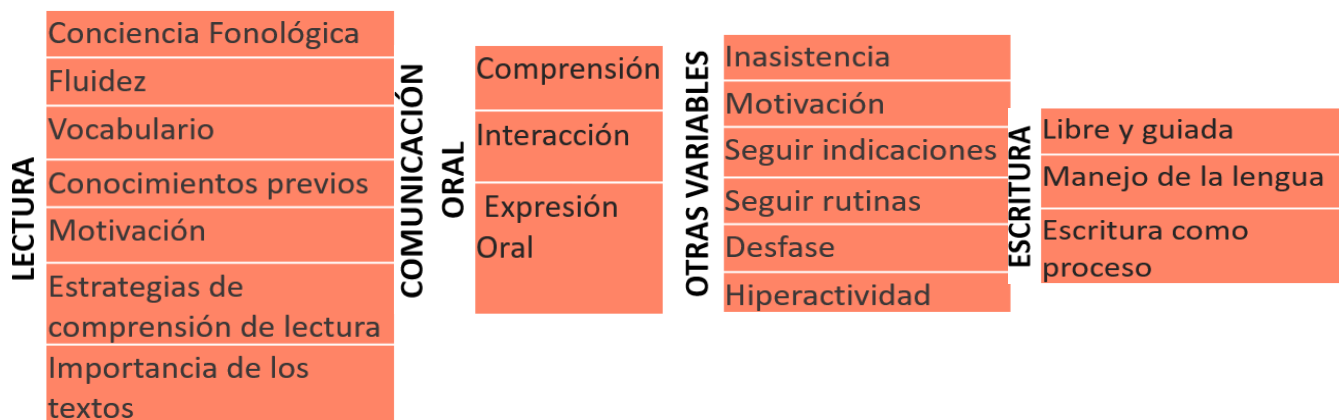 LECTURA
Conciencia Fonológica
Fluidez
Vocabulario
Conocimientos previos
Motivación
Estrategias de
comprensión de lectura
Importancia de los
textos
COMUNICACIÓN
ORAL
Comprensión
Interacción
Expresión
Oral
OTRAS VARIABLES
Inasistencia
Motivación
Seguir indicaciones
Seguir rutinas
Desfase
Hiperactividad
ESCRITURA
Libre y guiada
Manejo de la lengua
Escritura como
proceso